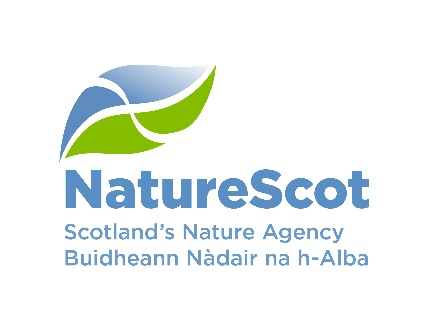 NatureScot
Scotland's Nature Agency
Buidheann Nàdair na h-Alba